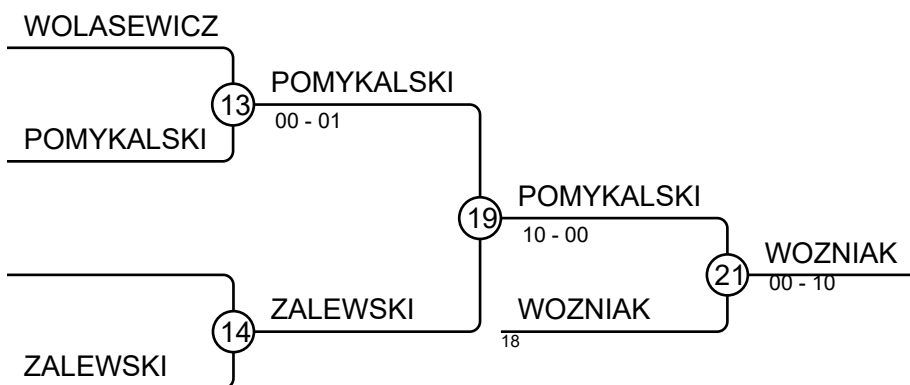 WOLASEWICZ
13
POMYKALSKI
00 - 01
POMYKALSKI
19
POMYKALSKI
10 - 00
21
WOZNIAK
00 - 10
14
ZALEWSKI
WOZNIAK
18
ZALEWSKI